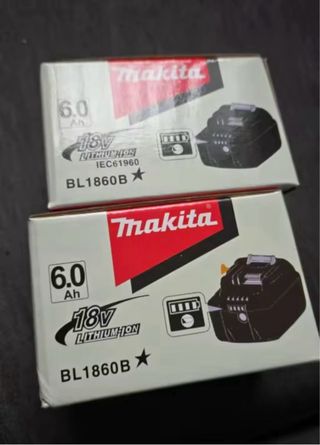 makita
6.0
Ah
18V
LITHIUM-ION
IEC61960
BL1860B★
makita
6.0
Ah
18V
LITHIUM-ION
BL1860B★